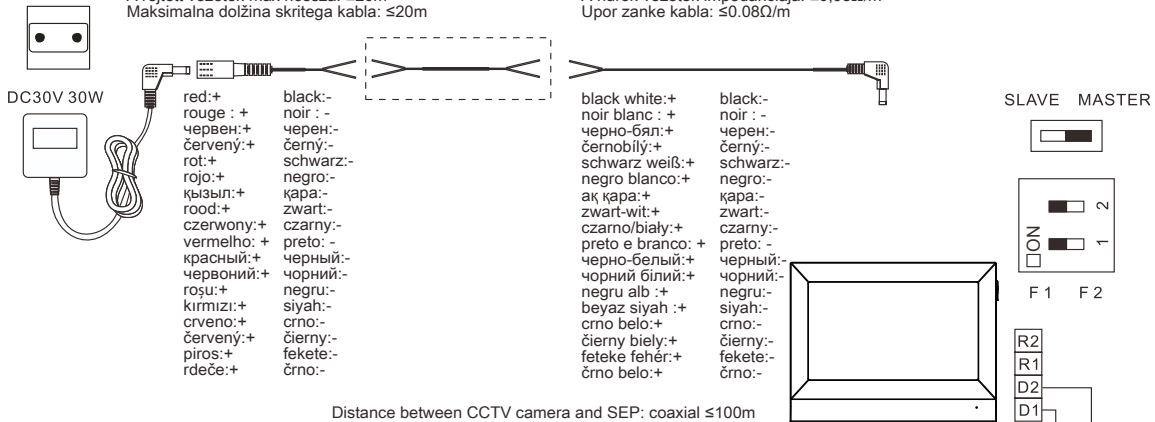 Maksimalna dolžina skritega kabla: ≤20m
Upor zanke kabla: ≤0.08Ω/m
DC30V 30W
red:+ black:-
rouge : + noir : -
червен:+ черен:-
červený:+ černý:-
rot:+ schwarz:-
rojo:+ negro:-
қызыл:+ қара:-
rood:+ zwart:-
czerwony:+ czarny:-
vermelho: + preto: -
красный:+ черный:-
червоний:+ чорний:-
roşu:+ negru:-
kırmızı:+ siyah:-
crveno:+ crno:-
červený:+ čierny:-
piros:+ fekete:-
rdeče:+ črno:-
black white:+ black:-
noir blanc : + noir : -
черно-бял:+ черен:-
černobílý:+ černý:-
schwarz weiß:+ schwarz:-
negro blanco:+ negro:-
ақ қара:+ қара:-
zwart-wit:+ zwart:-
czarno/biały:+ czarny:-
preto e branco: + preto: -
черно-белый:+ черный:-
чорний білий:+ чорний:-
negru alb :+ negru:-
beyaz siyah :+ siyah:-
crno belo:+ crno:-
čierny biely:+ čierny:-
feteke fehér:+ fekete:-
črno belo:+ črno:-
SLAVE MASTER
2
1
ON
F1 F2
R2
R1
D2
D1
Distance between CCTV camera and SEP: coaxial ≤100m